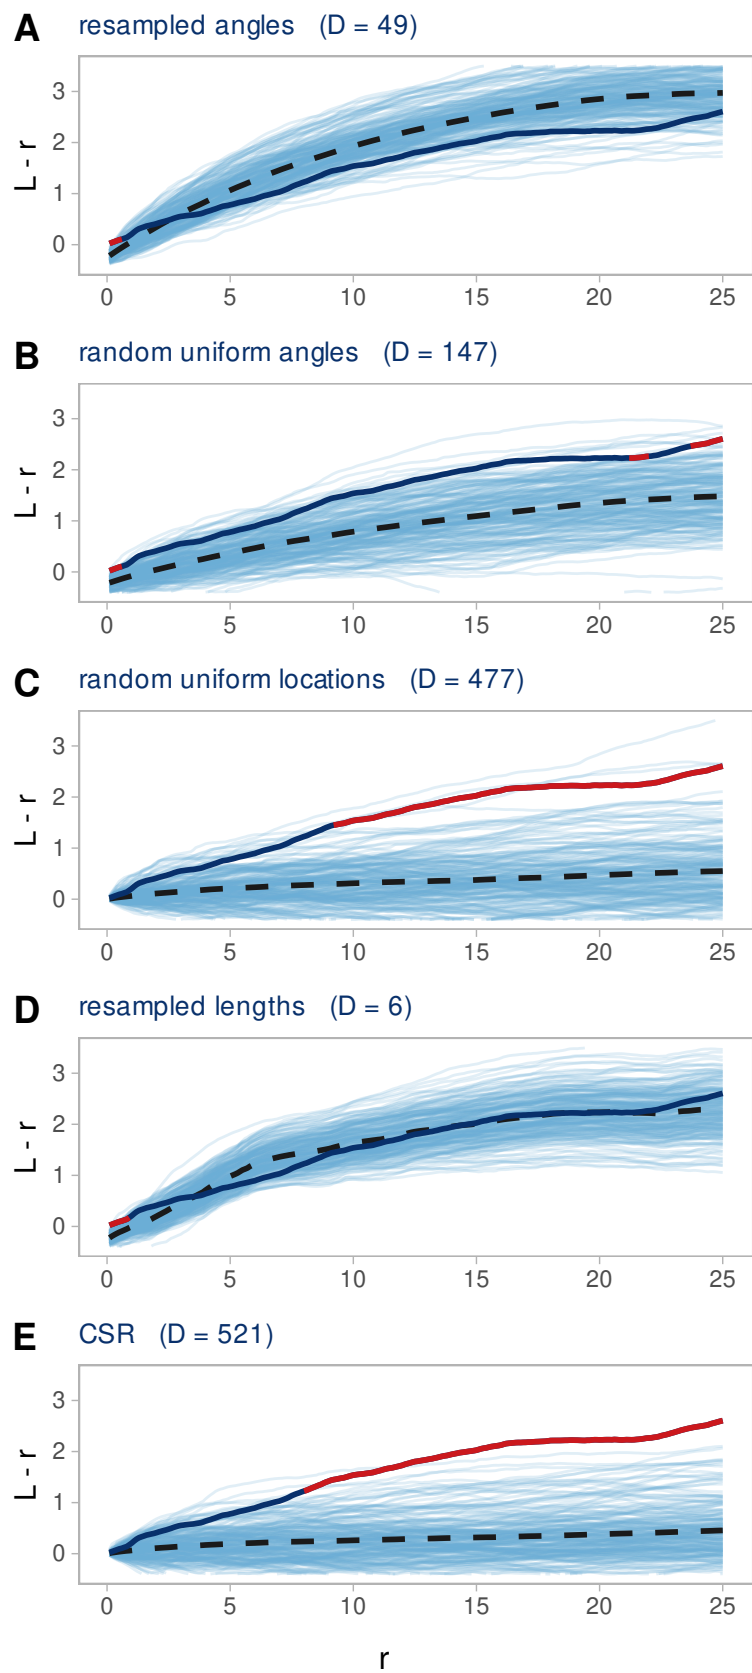 A resampled angles (D = 49)
L - r
3
2
1
0
0 5 10 15 20 25
B random uniform angles (D = 147)
L - r
3
2
1
0
0 5 10 15 20 25
C random uniform locations (D = 477)
L - r
3
2
1
0
0 5 10 15 20 25
D resampled lengths (D = 6)
L - r
3
2
1
0
0 5 10 15 20 25
E CSR (D = 521)
L - r
3
2
1
0
0 5 10 15 20 25
r